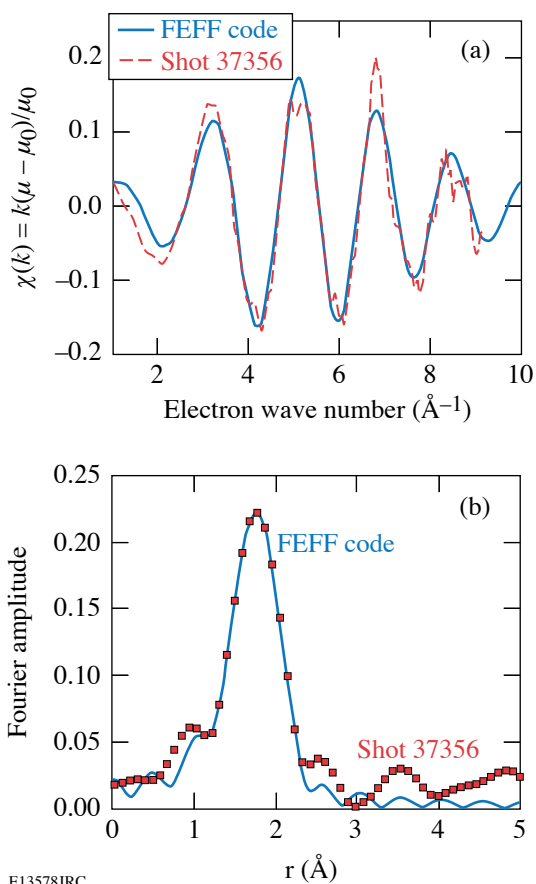 FEFF code
Shot 37356
(a)
0.2
0.1
0.0
−0.1
−0.2
χ(k) = k(μ − μ0)/μ0
2
4
6
8
10
Electron wave number (Å–1)
0.25
(b)
0.20
FEFF code
0.15
0.10
0.05
Shot 37356
0.00
Fourier amplitude
0
1
2
3
4
5
r (Å)
E13578JRC